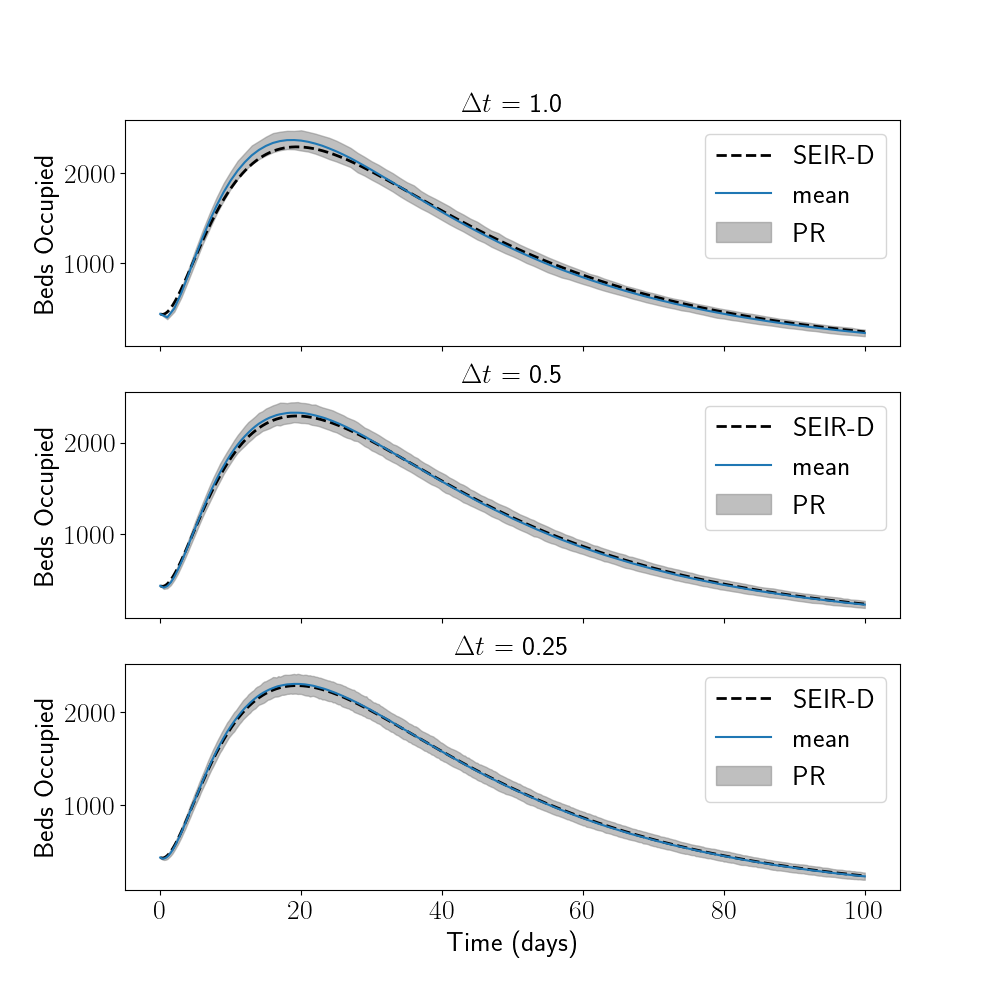 Δt = 1.0
Beds Occupied
2000
1000
SEIR-D
mean
PR
Δt = 0.5
Beds Occupied
2000
1000
SEIR-D
mean
PR
Δt = 0.25
Beds Occupied
2000
1000
SEIR-D
mean
PR
0 20 40 60 80 100
Time (days)